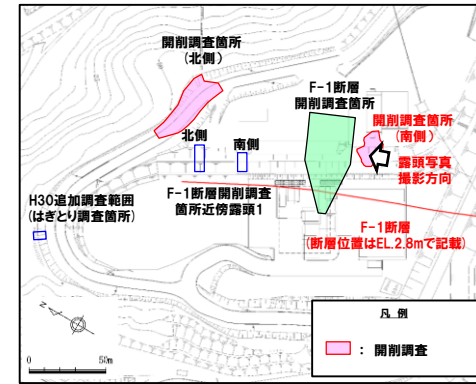 開削調査箇所
(北側)
F-1断層
開削調査箇所
開削調査箇所
(南側)
北側
南側
露頭写真
撮影方向
F-1断層開削調査
箇所近傍露頭1
H30追加調査範囲
(はぎとり調査箇所)
F-1断層
(断層位置はEL.2.8mで記載)
N
0
50m
凡 例
: 開削調査